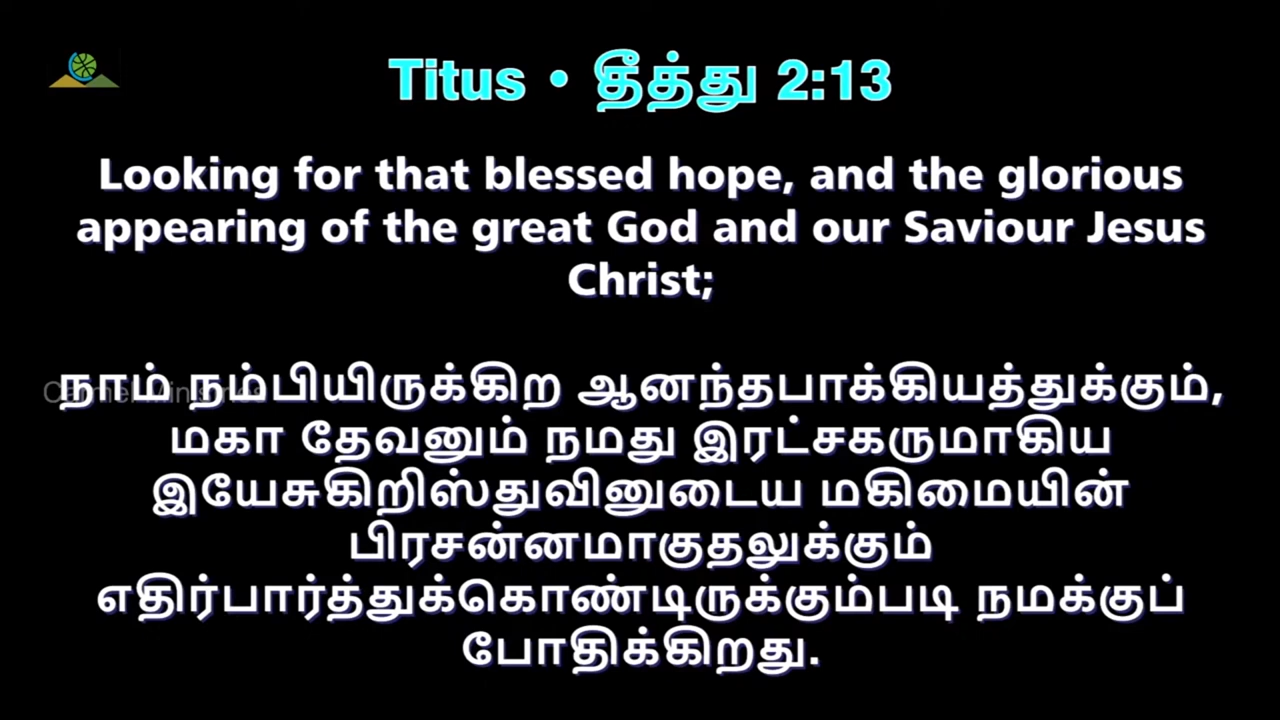 Titus • தீத்து 2:13
Looking for that blessed hope, and the glorious
appearing of the great God and our Saviour Jesus
Christ;
Carmel Ministries
நாம் நம்பியிருக்கிற ஆனந்தபாக்கியத்துக்கும்,
மகா தேவனும் நமது இரட்சகருமாகிய
இயேசுகிறிஸ்துவினுடைய மகிமையின்
பிரசன்னமாகுதலுக்கும்
எதிர்பார்த்துக்கொண்டிருக்கும்படி நமக்குப்
போதிக்கிறது.